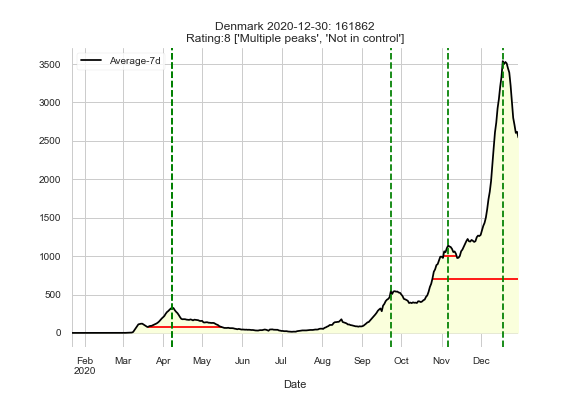 Denmark 2020-12-30: 161862
Rating:8 ['Multiple peaks', 'Not in control']
Average-7d
3500
3000
2500
2000
1500
1000
500
0
Feb Mar Apr May Jun Jul Aug Sep Oct Nov Dec
2020
Date